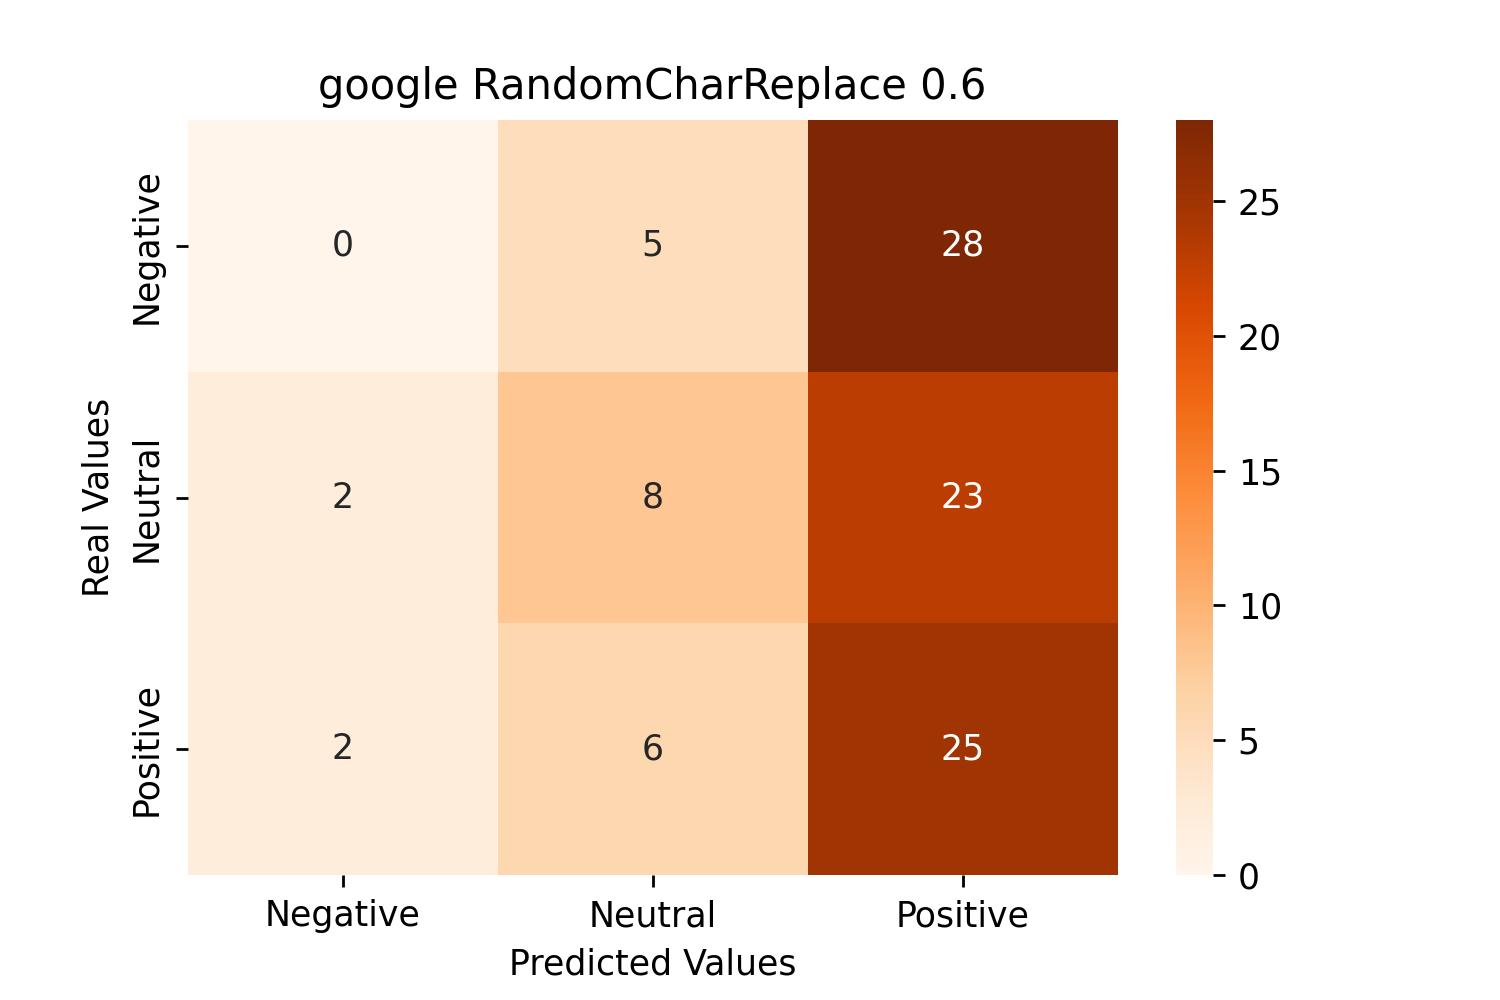 google RandomCharReplace 0.6
Real Values
Negative
0 5 28
Neutral
2 8 23
Positive
2 6 25
Negative Neutral Positive
Predicted Values
25
20
15
10
5
0